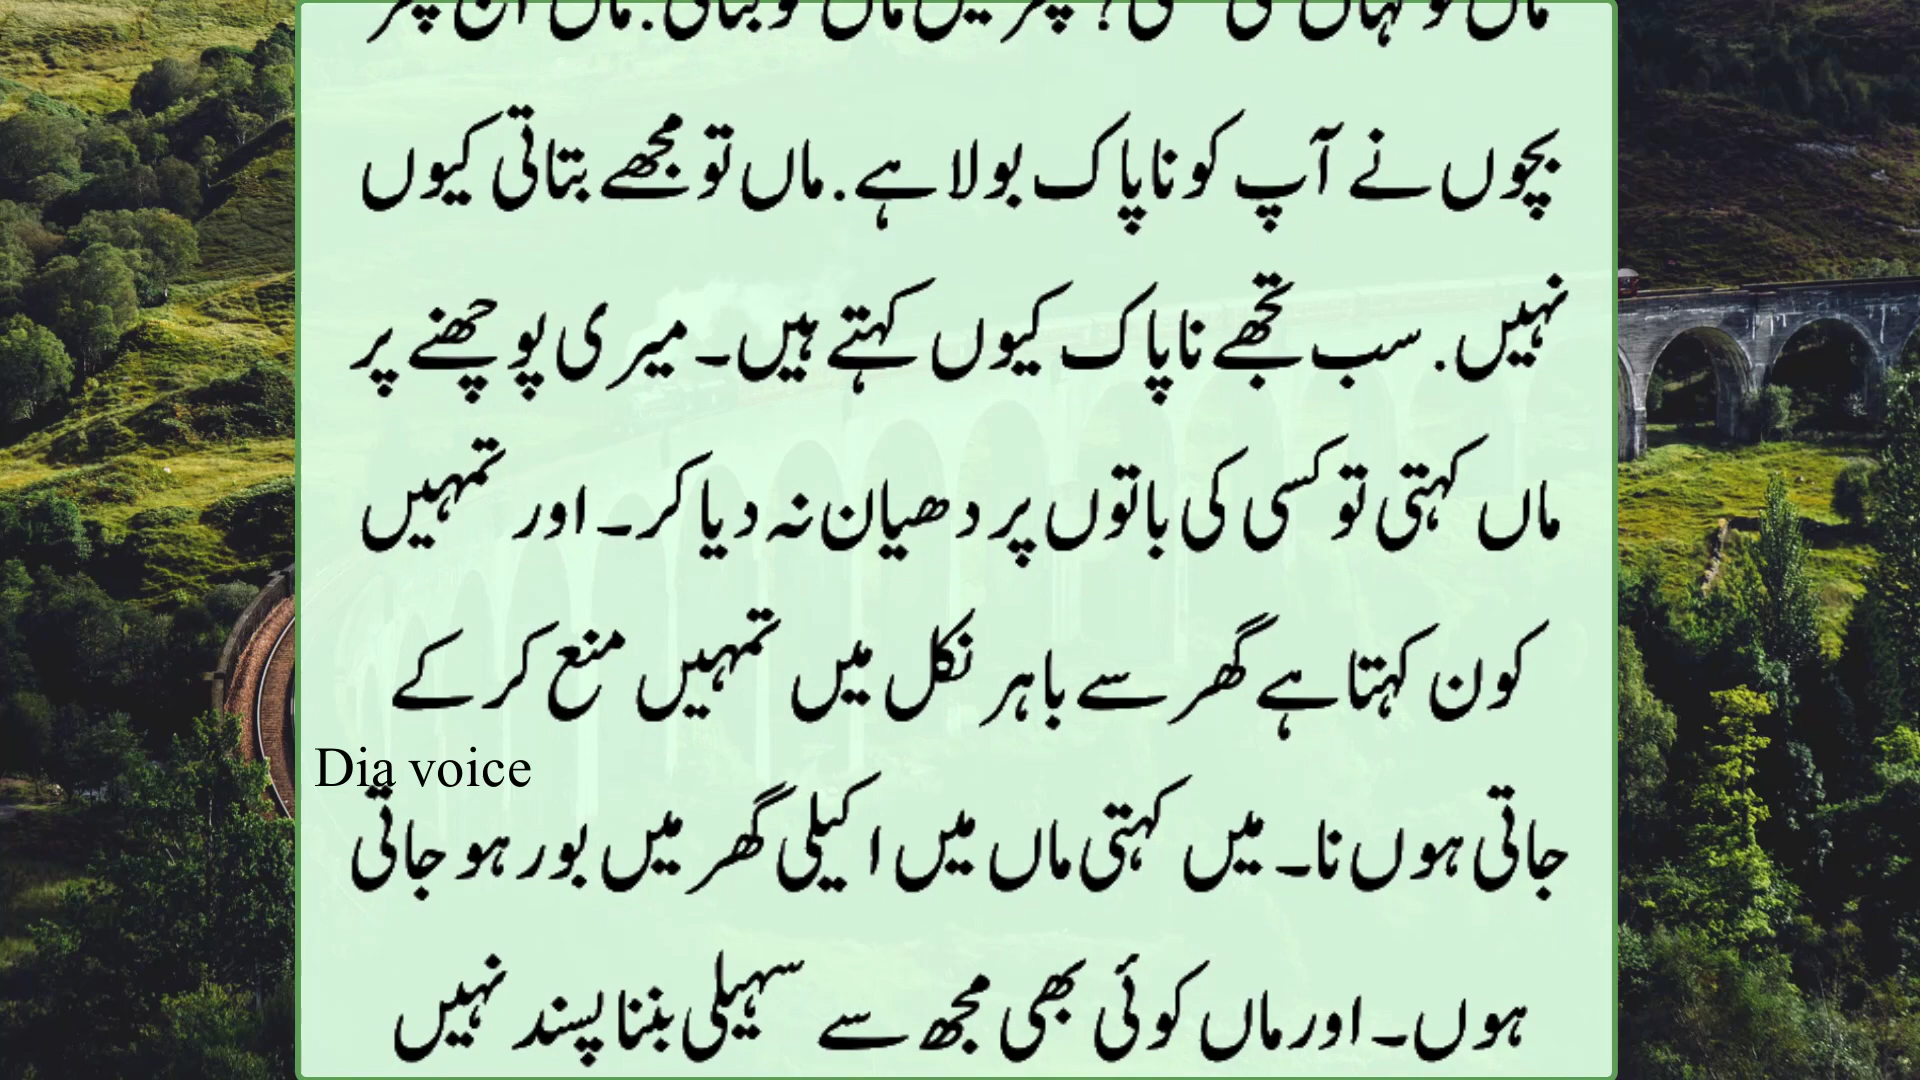 ماں
بچوں نے آپ کو ناپاک بولا ہے. ماں تو مجھے بتاتی کیوں
نہیں. سب تجھے ناپاک کیوں کہتے ہیں۔ میری پوچھنے پر
ماں کہتی تو کسی کی باتوں پر دھیان نہ دیا کر۔ اور تمہیں
کون کہتا ہے گھر سے باہر نکل میں تمہیں منع کر کے
Dia voice
جاتی ہوں نا۔ میں کہتی ماں میں اکیلی گھر میں بور ہو جاتی
ہوں۔ اور ماں کوئی بھی مجھ سے سہیلی بننا پسند نہیں